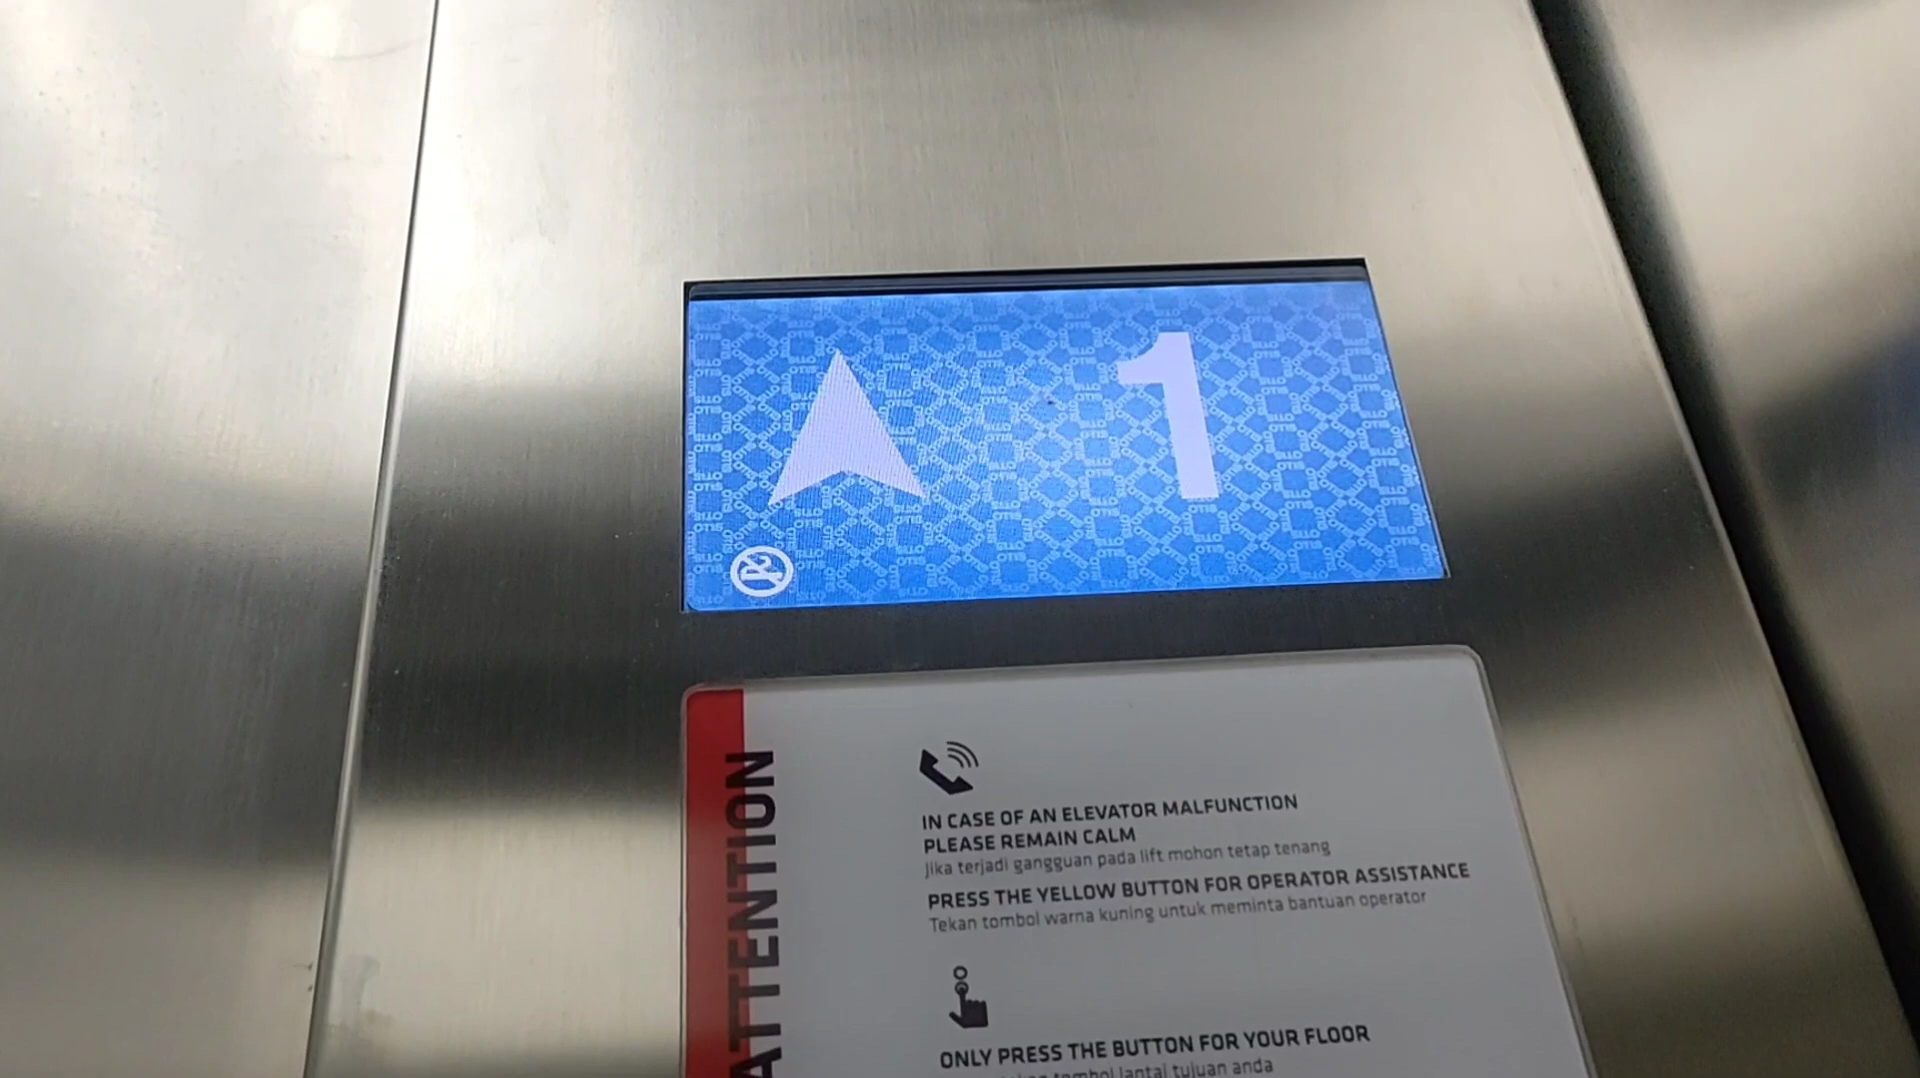 1
ATTENTION
IN CASE OF AN ELEVATOR MALFUNCTION
PLEASE REMAIN CALM
Jika terjadi gangguan pada lift mohon tetap tenang
PRESS THE YELLOW BUTTON FOR OPERATOR ASSISTANCE
Tekan tombol warna kuning untuk meminta bantuan operator
ONLY PRESS THE BUTTON FOR YOUR FLOOR
tombol lantai tujuan anda